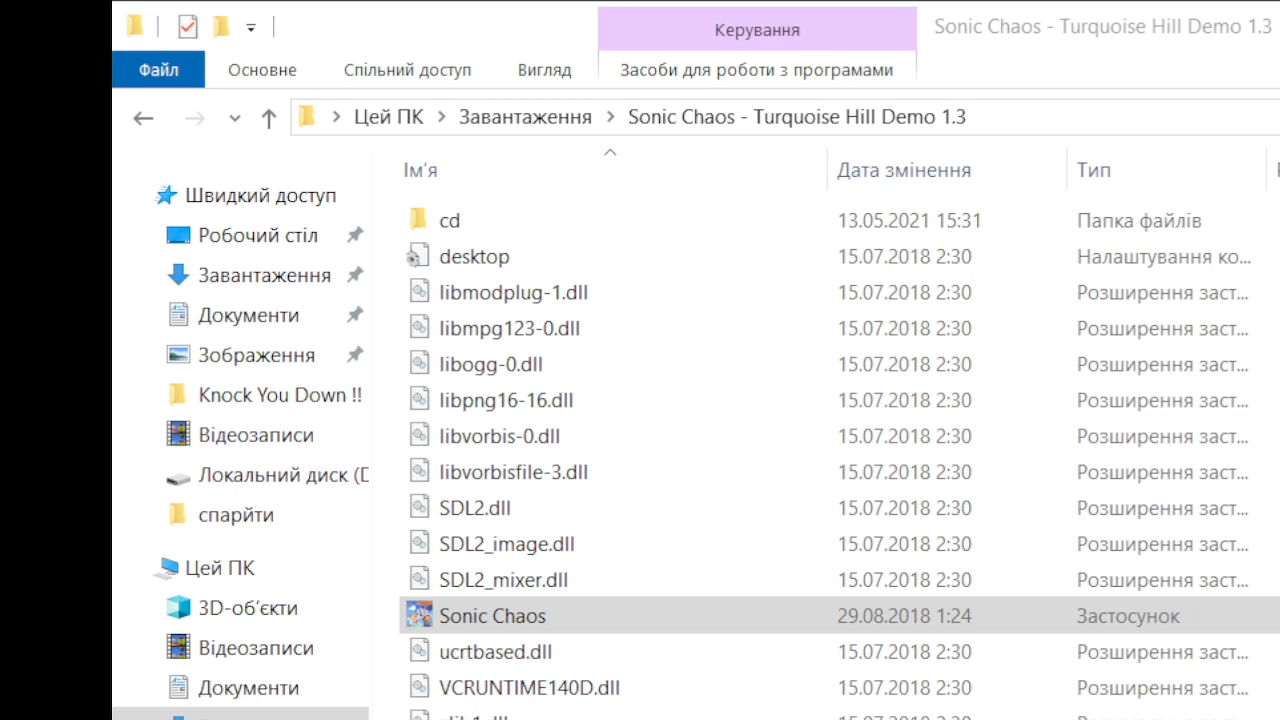 Керування
Sonic Chaos - Turquoise Hill Demo 1.3
Файл
Основне
Спільний доступ
Вигляд
Засоби для роботи з програмами
Цей ПК
Завантаження
Sonic Chaos - Turquoise Hill Demo 1.3
Ім’я
Дата змінення
Тип
Швидкий доступ
Робочий стіл
Завантаження
Документи
Зображення
Knock You Down !!
Відеозаписи
Локальний диск (D
спарйти
Цей ПК
3D-об’єкти
Відеозаписи
Документи
cd 13.05.2021 15:31 Папка файлів
desktop 15.07.2018 2:30 Налаштування ко...
libmodplug-1.dll 15.07.2018 2:30 Розширення заст...
libmpg123-0.dll 15.07.2018 2:30 Розширення заст...
libogg-0.dll 15.07.2018 2:30 Розширення заст...
libpng16-16.dll 15.07.2018 2:30 Розширення заст...
libvorbis-0.dll 15.07.2018 2:30 Розширення заст...
libvorbisfile-3.dll 15.07.2018 2:30 Розширення заст...
SDL2.dll 15.07.2018 2:30 Розширення заст...
SDL2_image.dll 15.07.2018 2:30 Розширення заст...
SDL2_mixer.dll 15.07.2018 2:30 Розширення заст...
Sonic Chaos 29.08.2018 1:24 Застосунок
ucrtbased.dll 15.07.2018 2:30 Розширення заст...
VCRUNTIME140D.dll 15.07.2018 2:30 Розширення заст...